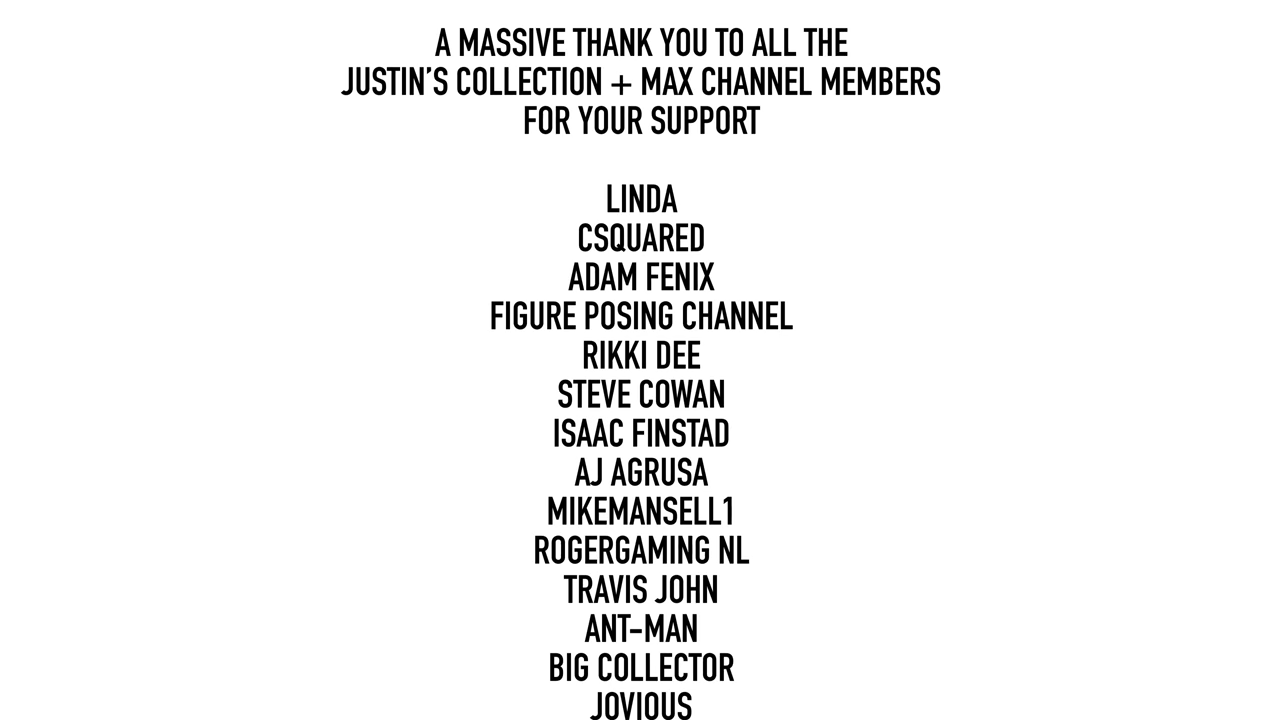 A MASSIVE THANK YOU TO ALL THE
JUSTIN’S COLLECTION + MAX CHANNEL MEMBERS
FOR YOUR SUPPORT
LINDA
CSQUARED
ADAM FENIX
FIGURE POSING CHANNEL
RIKKI DEE
STEVE COWAN
ISAAC FINSTAD
AJ AGRUSA
MIKEMANSELL1
ROGERGAMING NL
TRAVIS JOHN
ANT-MAN
BIG COLLECTOR
JOVIOUS